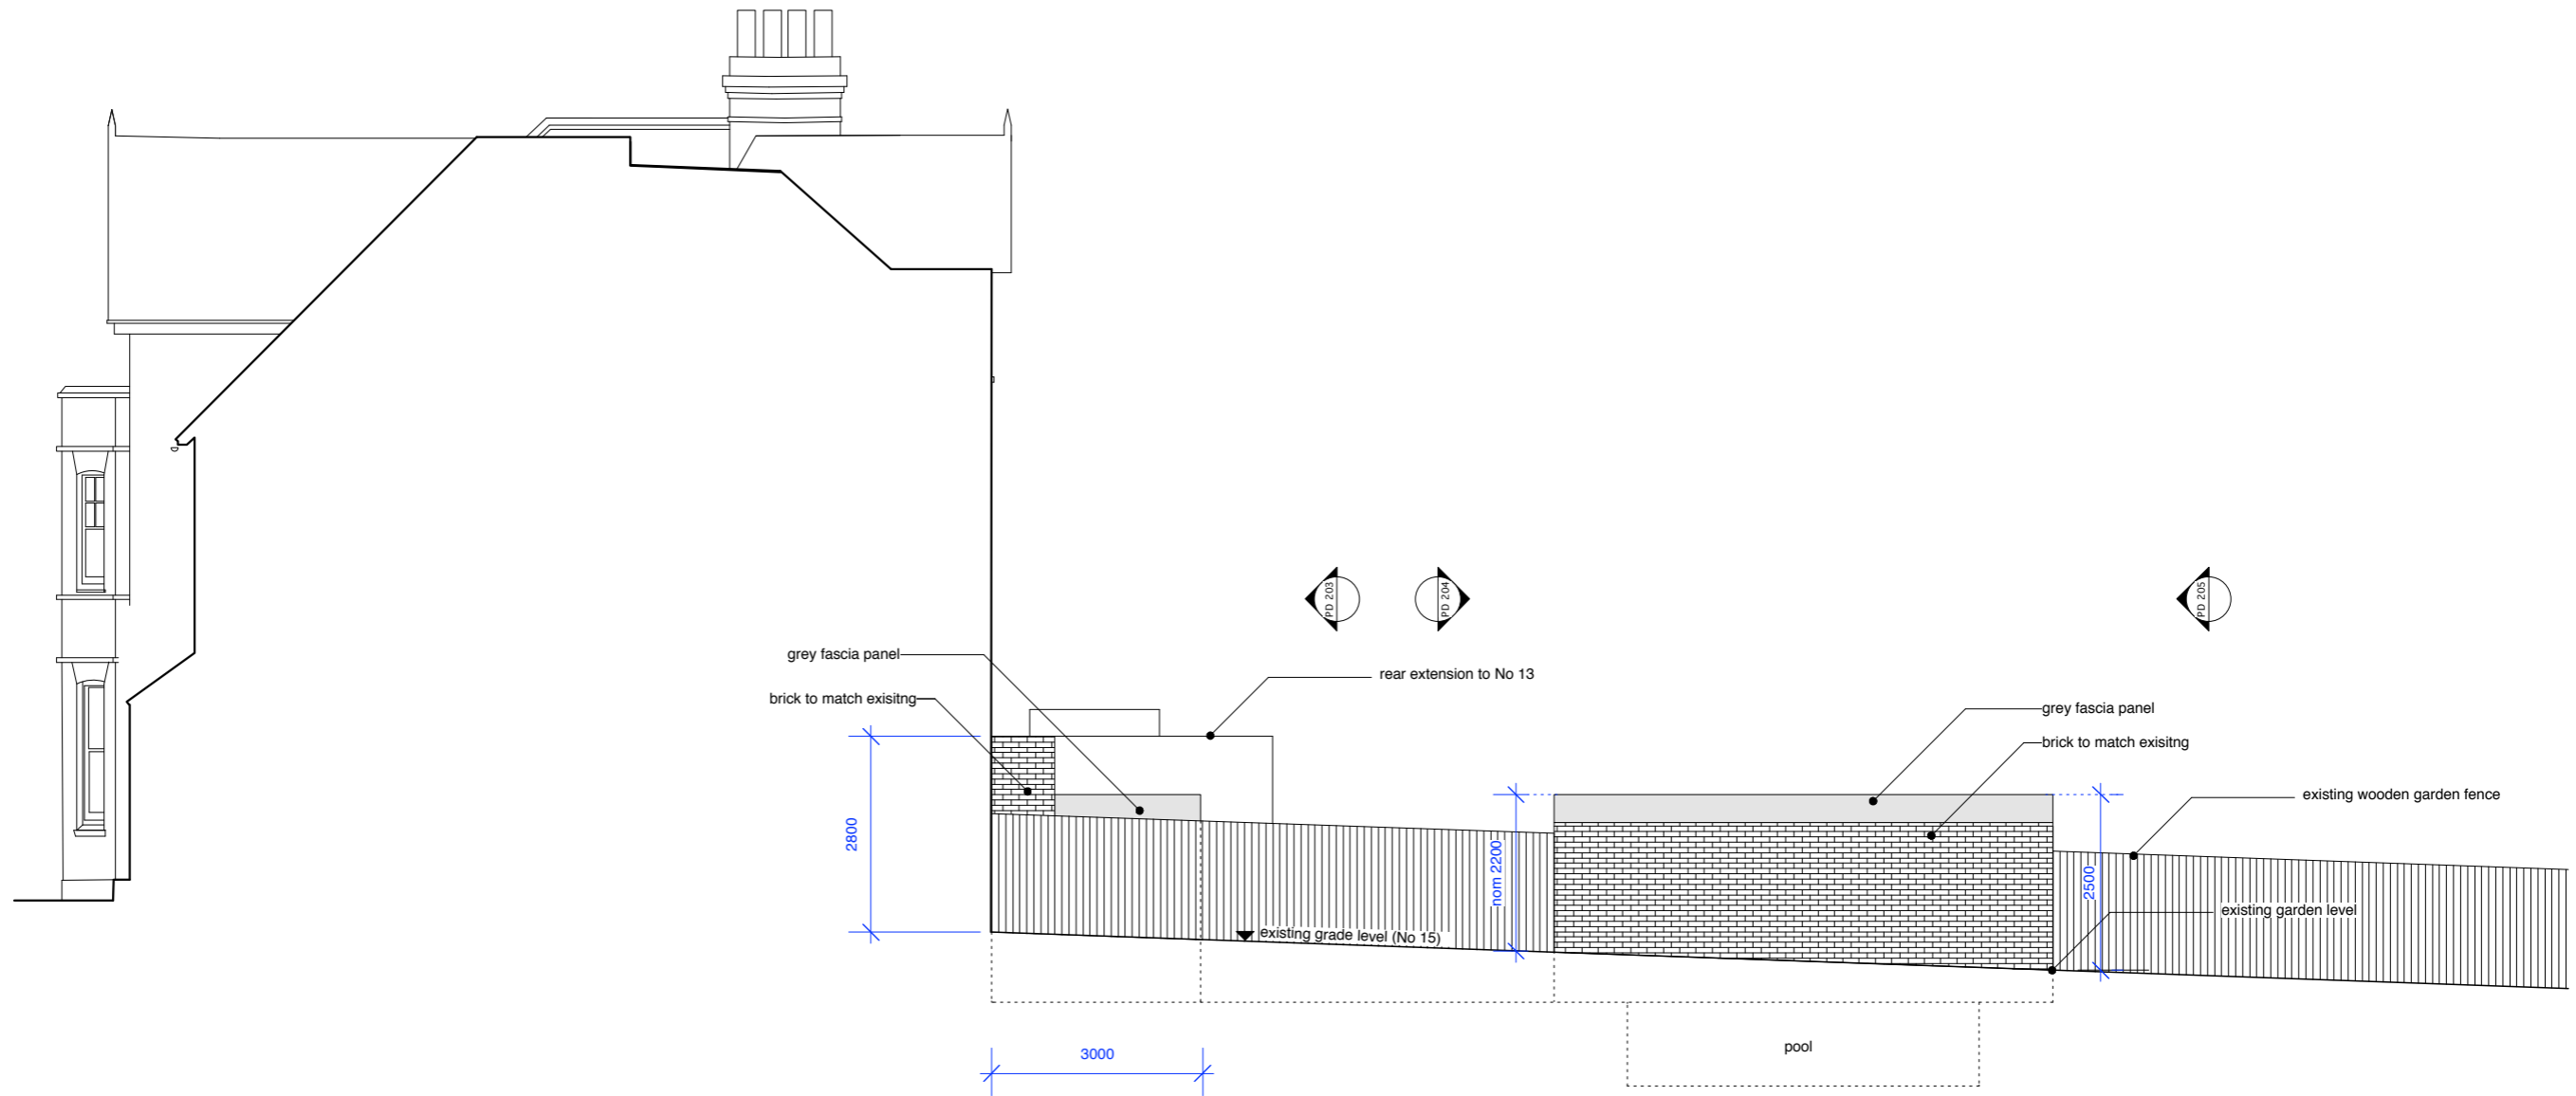 PD 203
PD 204
PD 205
grey fascia panel
rear extension to No 13
brick to match exisitng
grey fascia panel
brick to match exisitng
existing wooden garden fence
2800
nom 2200
2500
existing garden level
existing grade level (No 15)
3000
pool